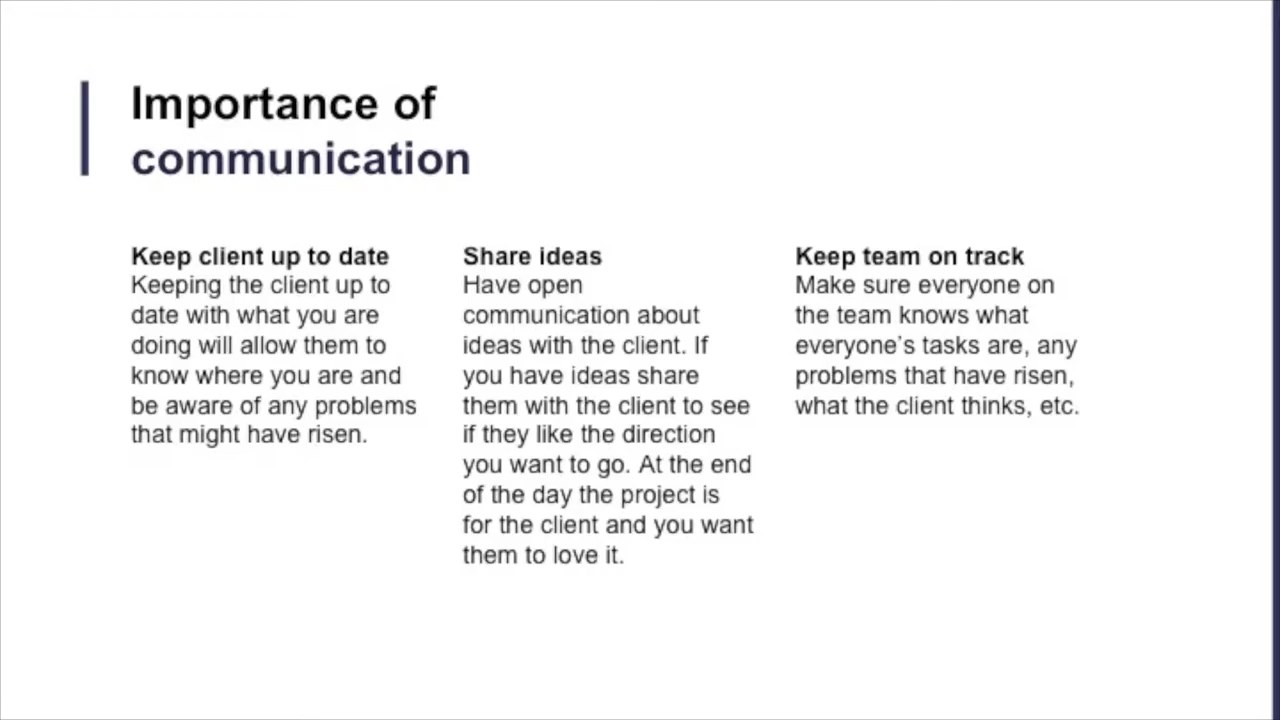 Importance of
communication
Keep client up to date
Keeping the client up to
date with what you are
doing will allow them to
know where you are and
be aware of any problems
that might have risen.
Share ideas
Have open
communication about
ideas with the client. If
you have ideas share
them with the client to see
if they like the direction
you want to go. At the end
of the day the project is
for the client and you want
them to love it.
Keep team on track
Make sure everyone on
the team knows what
everyone’s tasks are, any
problems that have risen,
what the client thinks, etc.